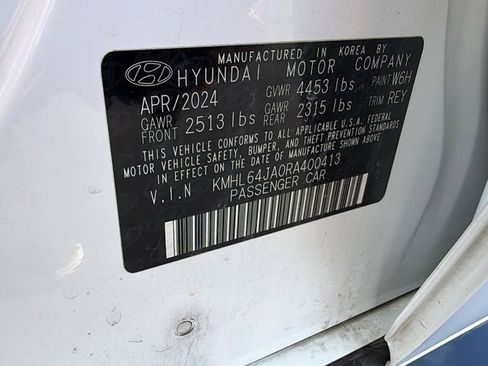 MANUFACTURED IN KOREA BY
HYUNDAI MOTOR COMPANY
APR/2024 GVWR 4453 lbs PAINT W6H
GAWR FRONT 2513 lbs GAWR REAR 2315 lbs TRIM REY
THIS VEHICLE CONFORMS TO ALL APPLICABLE U.S.A. FEDERAL
MOTOR VEHICLE SAFETY, BUMPER, AND THEFT PREVENTION STANDARDS
IN EFFECT ON THE DATE OF MANUFACTURE SHOWN ABOVE.
V.I.N KMHL64JA0RA400413
PASSENGER CAR